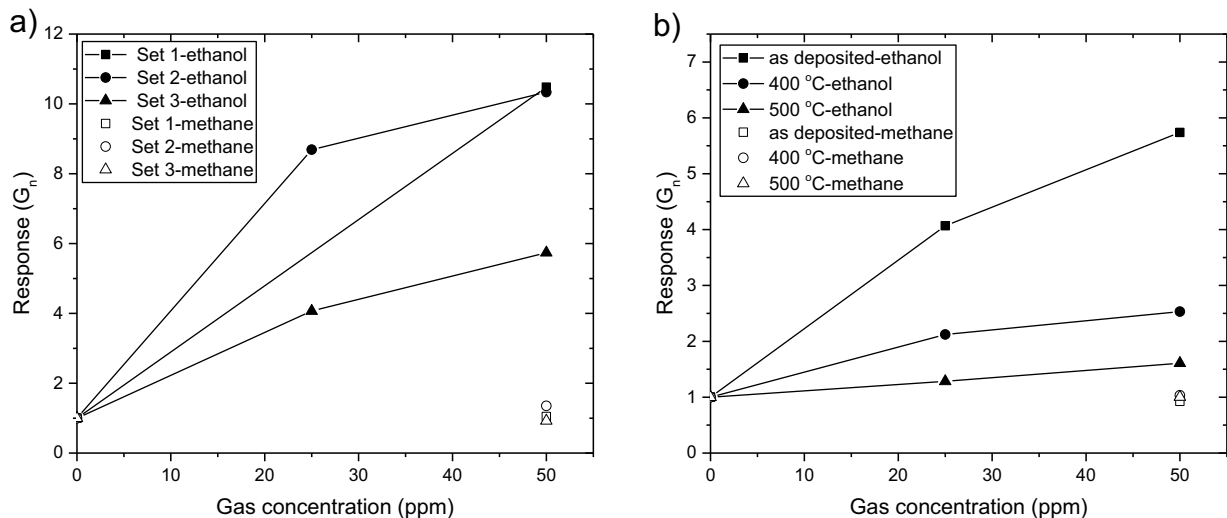 a)
12
10
8
6
4
2
0
Response (Gn)
Set 1-ethanol
Set 2-ethanol
Set 3-ethanol
Set 1-methane
Set 2-methane
Set 3-methane
0 10 20 30 40 50
Gas concentration (ppm)
b)
7
6
5
4
3
2
1
0
Response (Gn)
as deposited-ethanol
400 °C-ethanol
500 °C-ethanol
as deposited-methane
400 °C-methane
500 °C-methane
0 10 20 30 40 50
Gas concentration (ppm)